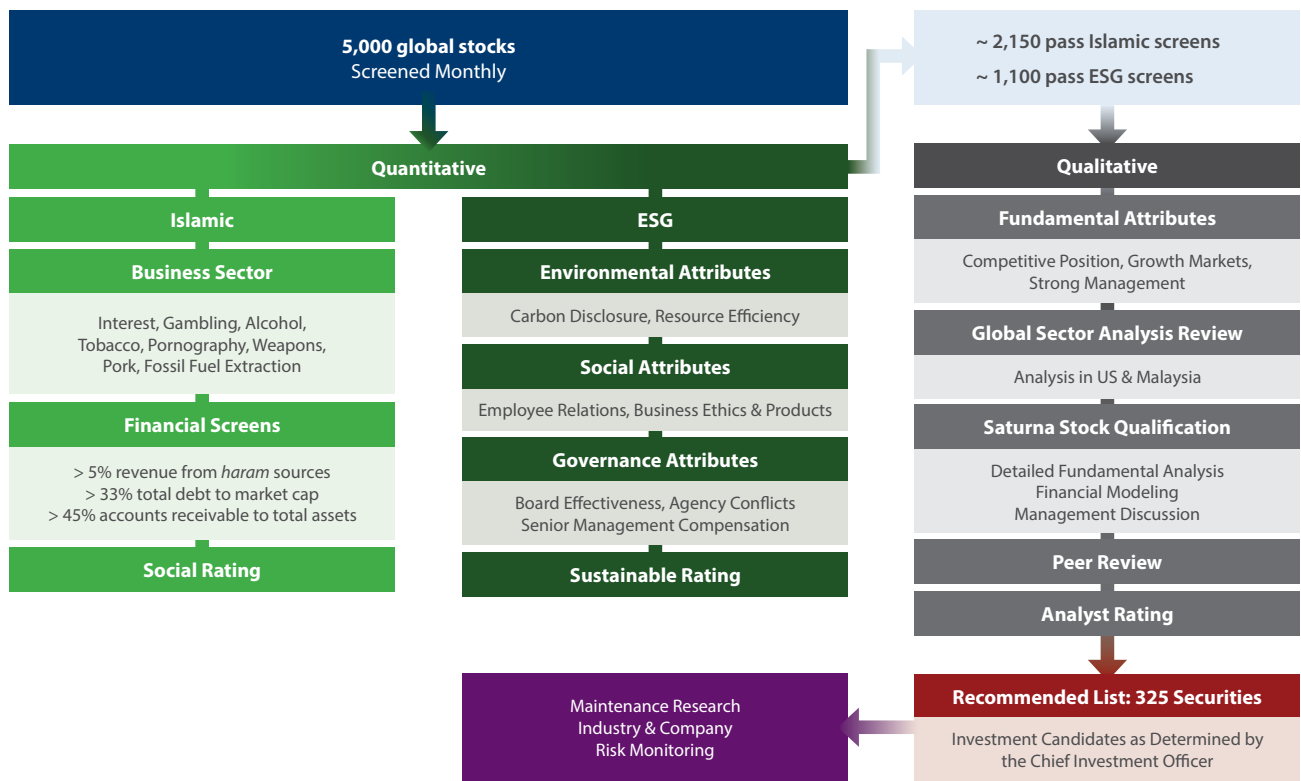 5,000 global stocks
Screened Monthly
Quantitative
Islamic
Business Sector
Interest, Gambling, Alcohol,
Tobacco, Pornography, Weapons,
Pork, Fossil Fuel Extraction
Financial Screens
> 5% revenue from haram sources
> 33% total debt to market cap
> 45% accounts receivable to total assets
Social Rating
ESG
Environmental Attributes
Carbon Disclosure, Resource Efficiency
Social Attributes
Employee Relations, Business Ethics & Products
Governance Attributes
Board Effectiveness, Agency Conflicts
Senior Management Compensation
Sustainable Rating
~ 2,150 pass Islamic screens
~ 1,100 pass ESG screens
Qualitative
Fundamental Attributes
Competitive Position, Growth Markets,
Strong Management
Global Sector Analysis Review
Analysis in US & Malaysia
Saturna Stock Qualification
Detailed Fundamental Analysis
Financial Modeling
Management Discussion
Peer Review
Analyst Rating
Recommended List: 325 Securities
Investment Candidates as Determined by
the Chief Investment Officer
Maintenance Research
Industry & Company
Risk Monitoring